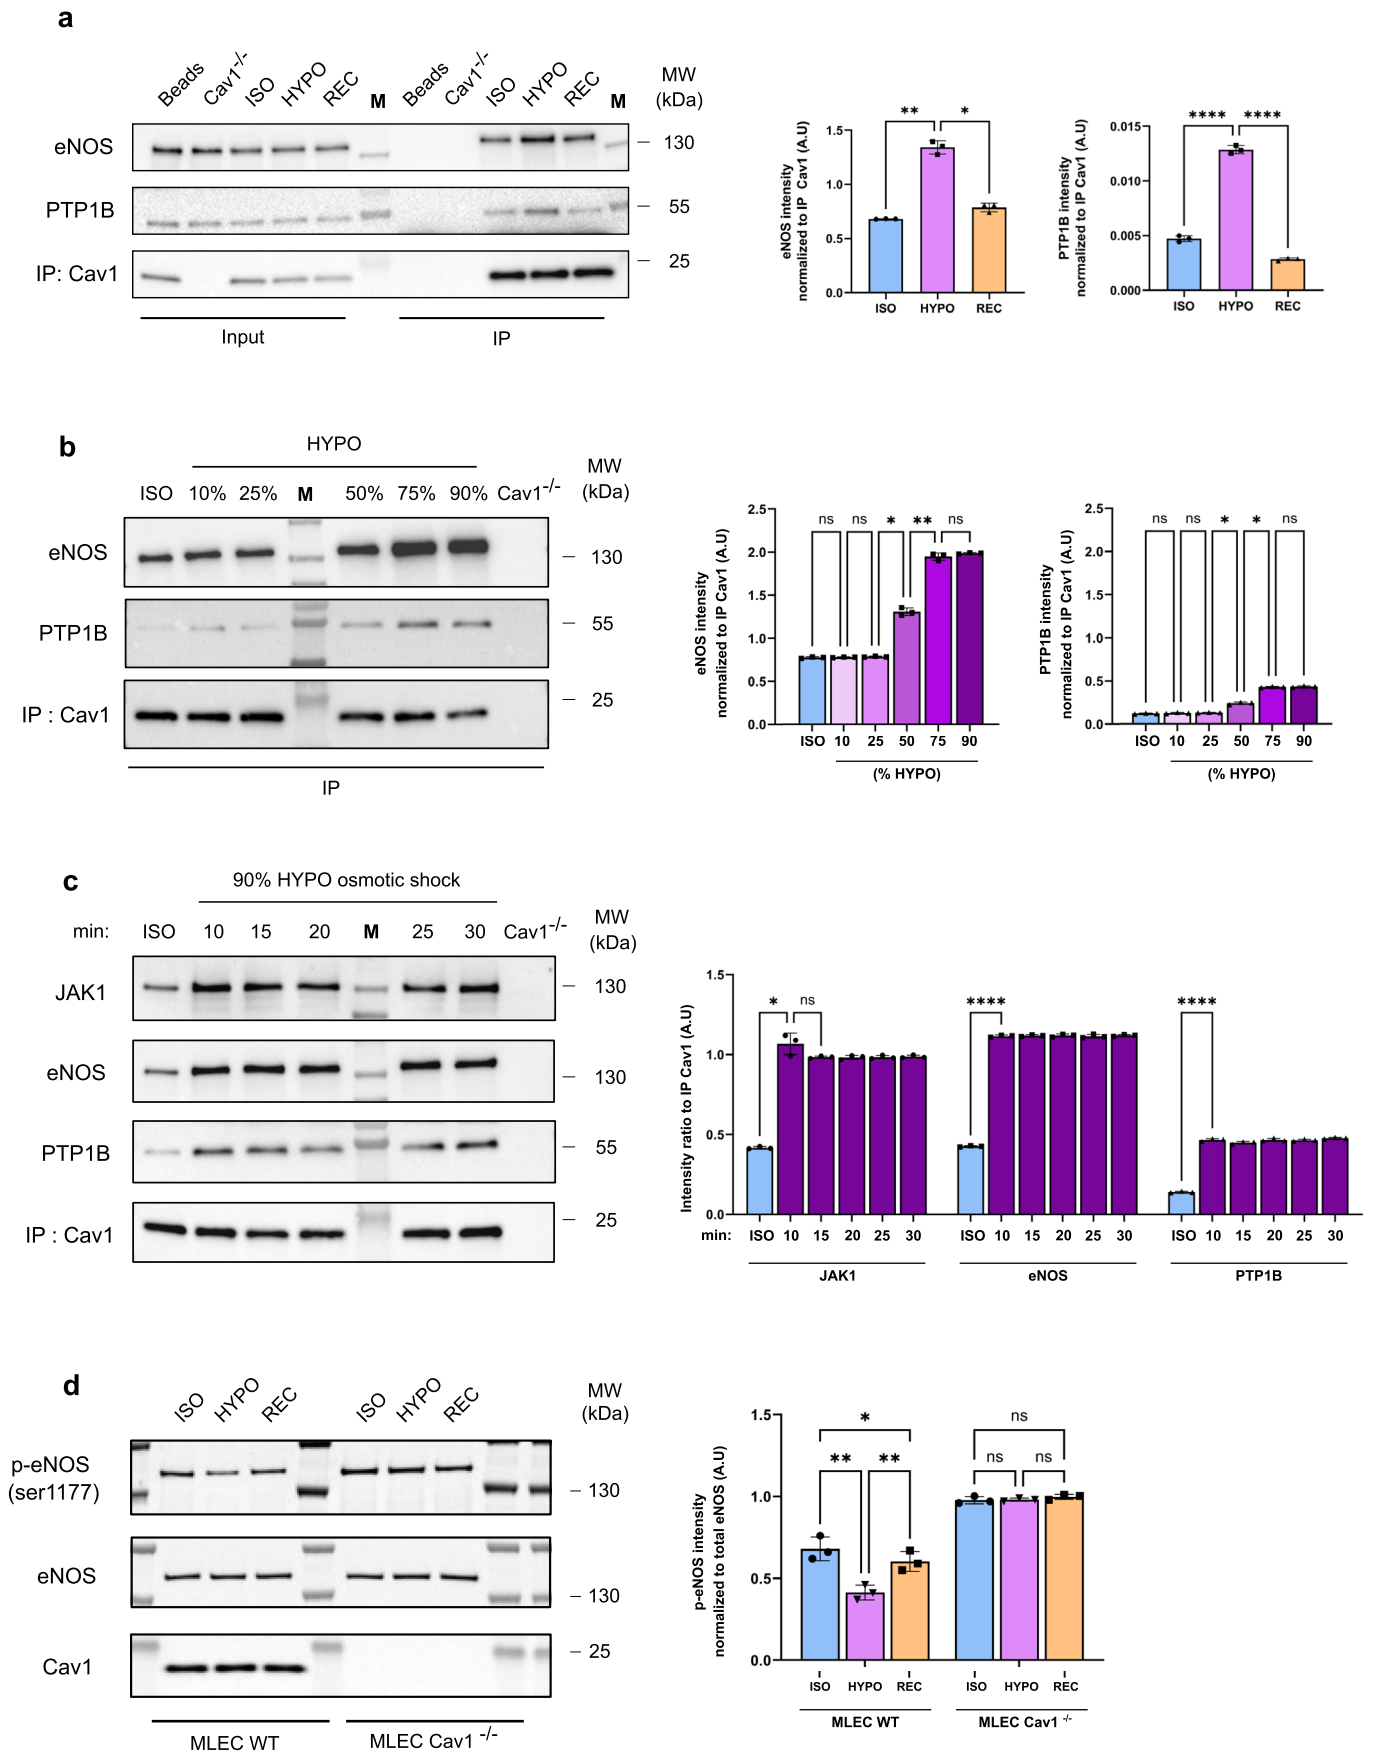 a
Beads
Cav1-/-
ISO
HYPO
REC
M
Beads
Cav1-/-
ISO
HYPO
REC
M
MW
(kDa)
eNOS
130
PTP1B
55
IP: Cav1
25
Input
IP
eNOS intensity
normalized to IP Cav1 (A.U)
1.5
1.0
0.5
0.0
**
*
ISO
HYPO
REC
PTP1B intensity
normalized to IP Cav1 (A.U)
0.015
0.010
0.005
0.000
****
****
ISO
HYPO
REC
b
HYPO
MW
(kDa)
ISO 10% 25% M 50% 75% 90% Cav1-/-
eNOS
130
PTP1B
55
IP : Cav1
25
IP
eNOS intensity
normalized to IP Cav1 (A.U)
2.5
2.0
1.5
1.0
0.5
0.0
ns ns * ** ns
ISO 10 25 50 75 90
(% HYPO)
PTP1B intensity
normalized to IP Cav1 (A.U)
2.5
2.0
1.5
1.0
0.5
0.0
ns ns * * ns
ISO 10 25 50 75 90
(% HYPO)
c
90% HYPO osmotic shock
MW
(kDa)
min: ISO 10 15 20 M 25 30 Cav1-/-
JAK1
130
eNOS
130
PTP1B
55
IP : Cav1
25
Intensity ratio to IP Cav1 (A.U)
1.5
1.0
0.5
0.0
* ns
****
****
min: ISO 10 15 20 25 30 ISO 10 15 20 25 30 ISO 10 15 20 25 30
JAK1
eNOS
PTP1B
d
ISO
HYPO
REC
ISO
HYPO
REC
MW
(kDa)
p-eNOS
(ser1177)
130
eNOS
130
Cav1
25
MLEC WT
MLEC Cav1 -/-
p-eNOS intensity
normalized to total eNOS (A.U)
1.5
1.0
0.5
0.0
*
** **
ns
ns ns
ISO HYPO REC ISO HYPO REC
MLEC WT
MLEC Cav1 -/-